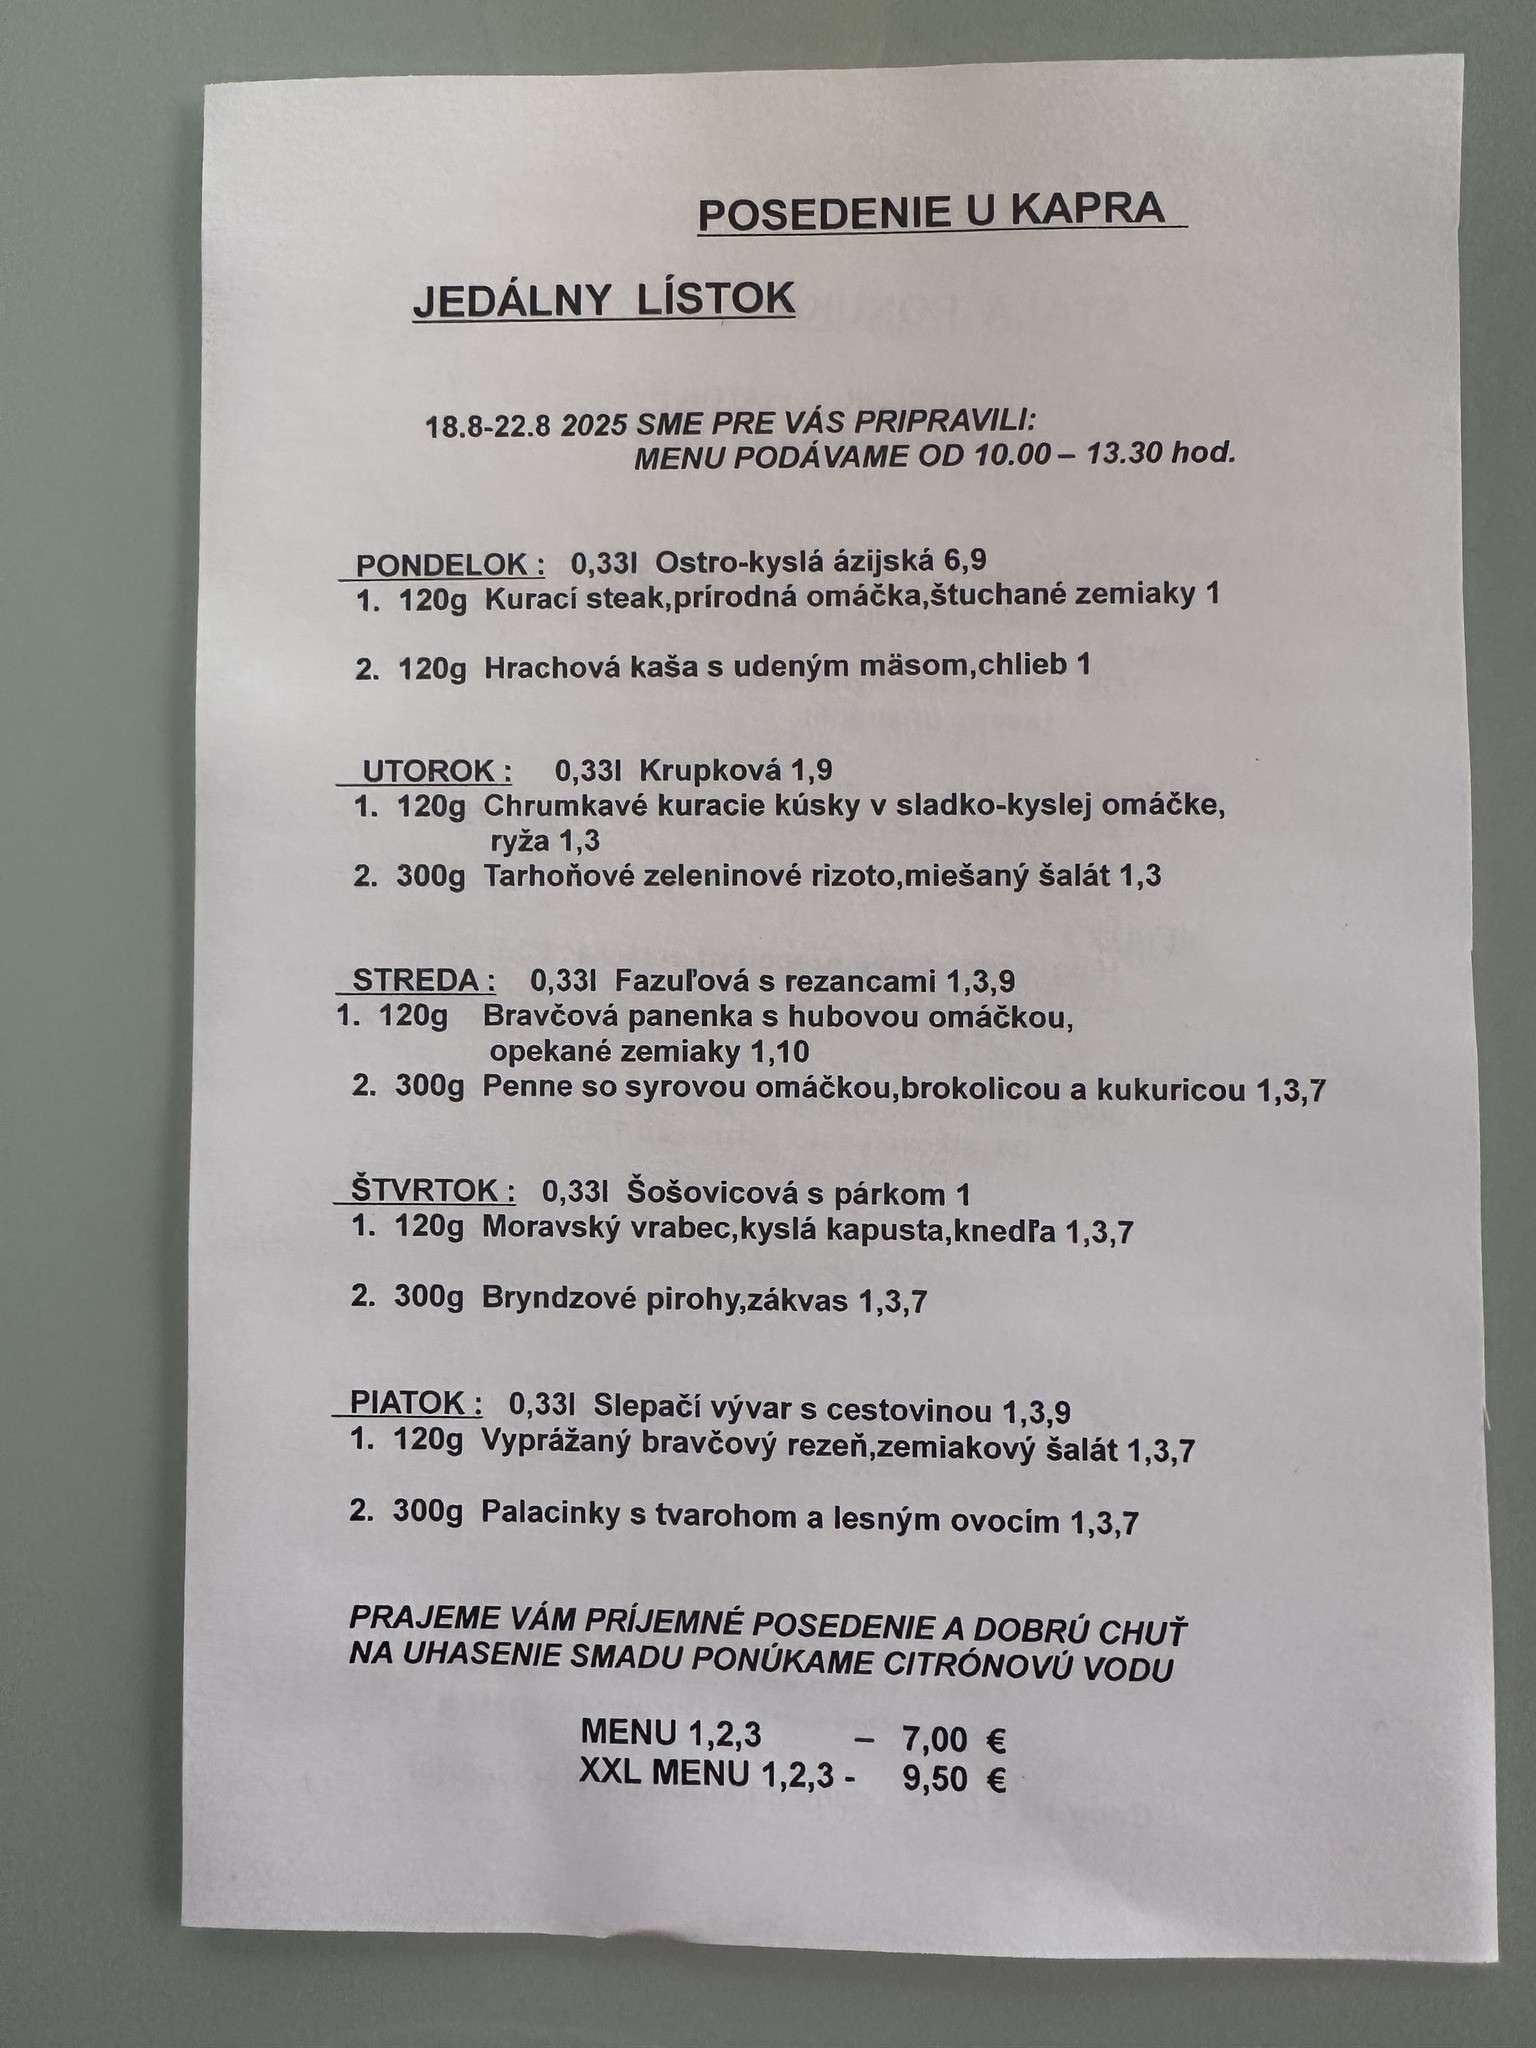 POSEDENIE U KAPRA
JEDÁLNY LÍSTOK
18.8-22.8 2025 SME PRE VÁS PRIPRAVILI:
MENU PODÁVAME OD 10.00 – 13.30 hod.
PONDELOK : 0,33l Ostro-kyslá ázijská 6,9
1. 120g Kurací steak,prírodná omáčka,štuchané zemiaky 1
2. 120g Hrachová kaša s udeným mäsom,chlieb 1
UTOROK : 0,33l Krupková 1,9
1. 120g Chrumkavé kuracie kúsky v sladko-kyslej omáčke,
ryža 1,3
2. 300g Tarhoňové zeleninové rizoto,miešaný šalát 1,3
STREDA : 0,33l Fazuľová s rezancami 1,3,9
1. 120g Bravčová panenka s hubovou omáčkou,
opekané zemiaky 1,10
2. 300g Penne so syrovou omáčkou,brokolicou a kukuricou 1,3,7
ŠTVRTOK : 0,33l Šošovicová s párkom 1
1. 120g Moravský vrabec,kyslá kapusta,knedľa 1,3,7
2. 300g Bryndzové pirohy,zákvas 1,3,7
PIATOK : 0,33l Slepačí vývar s cestovinou 1,3,9
1. 120g Vyprážaný bravčový rezeň,zemiakový šalát 1,3,7
2. 300g Palacinky s tvarohom a lesným ovocím 1,3,7
PRAJEME VÁM PRÍJEMNÉ POSEDENIE A DOBRÚ CHUŤ
NA UHASENIE SMADU PONÚKAME CITRÓNOVÚ VODU
MENU 1,2,3 – 7,00 €
XXL MENU 1,2,3 - 9,50 €